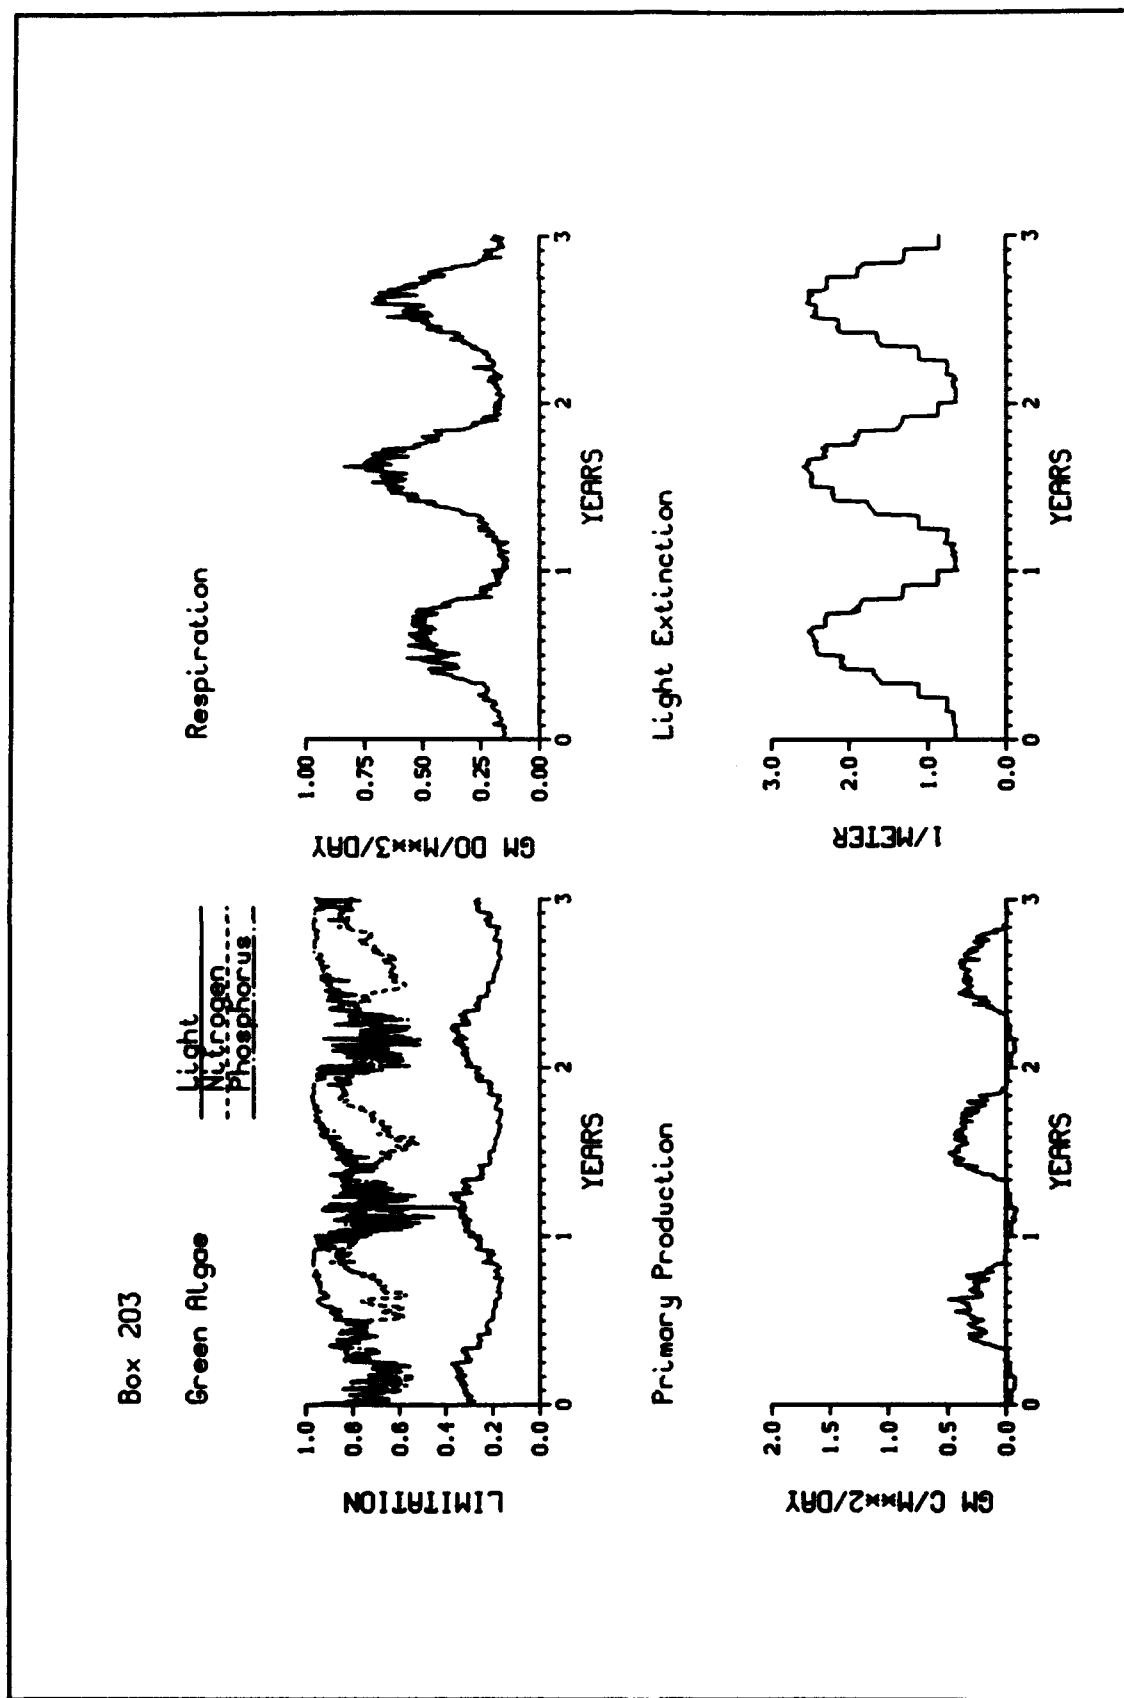 Box 203
Green Algae
Light
Nitrogen
Phosphorus
LIMITATION
1.0
0.8
0.6
0.4
0.2
0.0
0 1 2 3
YEARS
Respiration
GM DO/M**3/DAY
1.00
0.75
0.50
0.25
0.00
0 1 2 3
YEARS
Primary Production
GM C/M**2/DAY
2.0
1.5
1.0
0.5
0.0
0 1 2 3
YEARS
Light Extinction
1/METER
3.0
2.0
1.0
0.0
0 1 2 3
YEARS